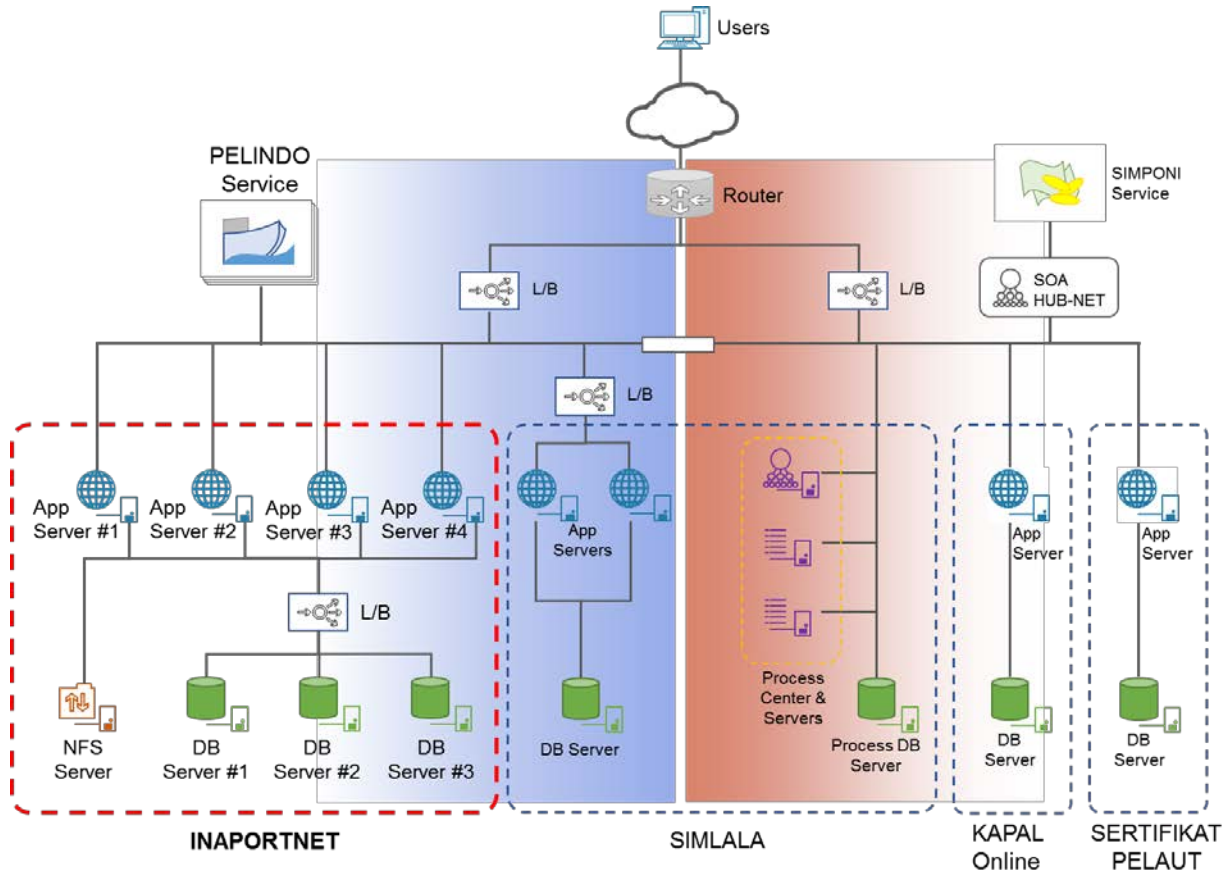 Users
PELINDO
Service
Router
SIMPONI
Service
L/B
L/B
SOA
HUB-NET
L/B
App
Server #1
App
Server #2
App
Server #3
App
Server #4
App
Servers
App
Server
App
Server
L/B
NFS
Server
DB
Server #1
DB
Server #2
DB
Server #3
DB Server
Process
Center &
Servers
Process DB
Server
DB
Server
DB
Server
INAPORTNET
SIMLALA
KAPAL
Online
SERTIFIKAT
PELAUT